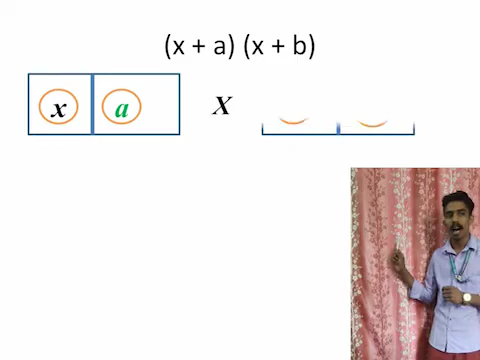 (x + a) (x + b)
x a X